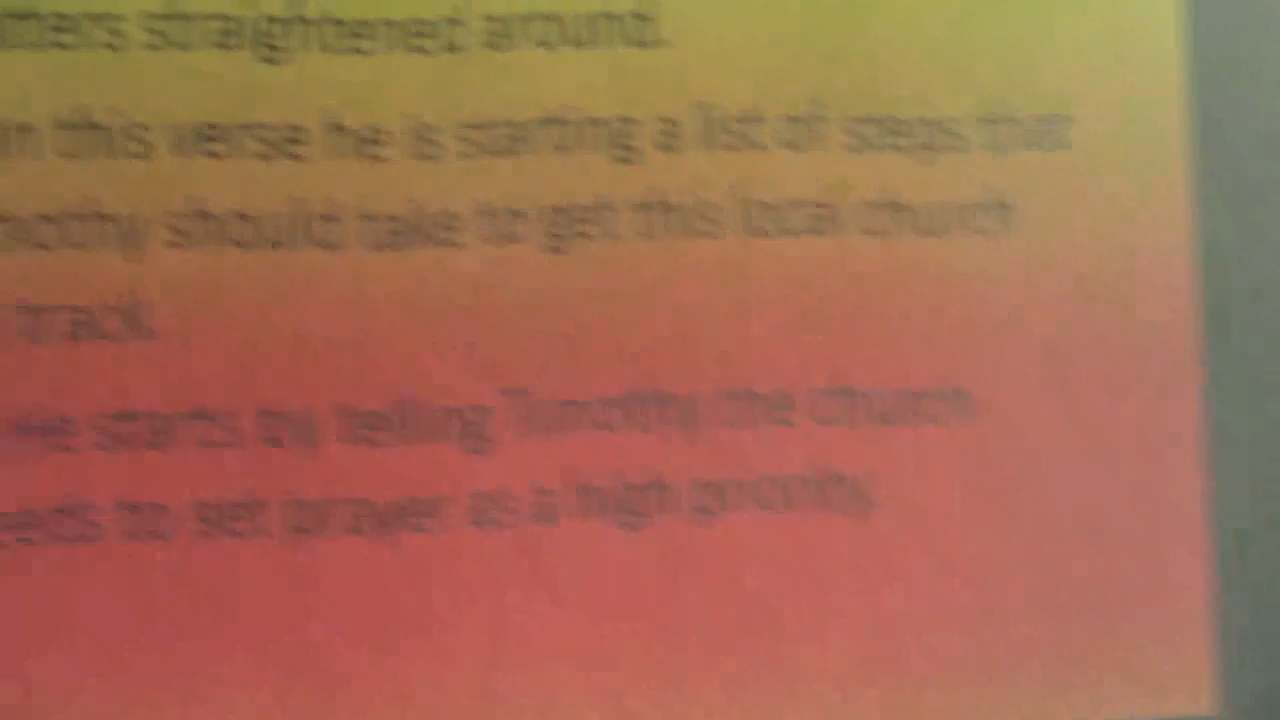 straightened around.
in this verse he is starting a list of steps that
should take to get this local church
track.
He starts by telling Timothy the church
to set prayer as a high priority.